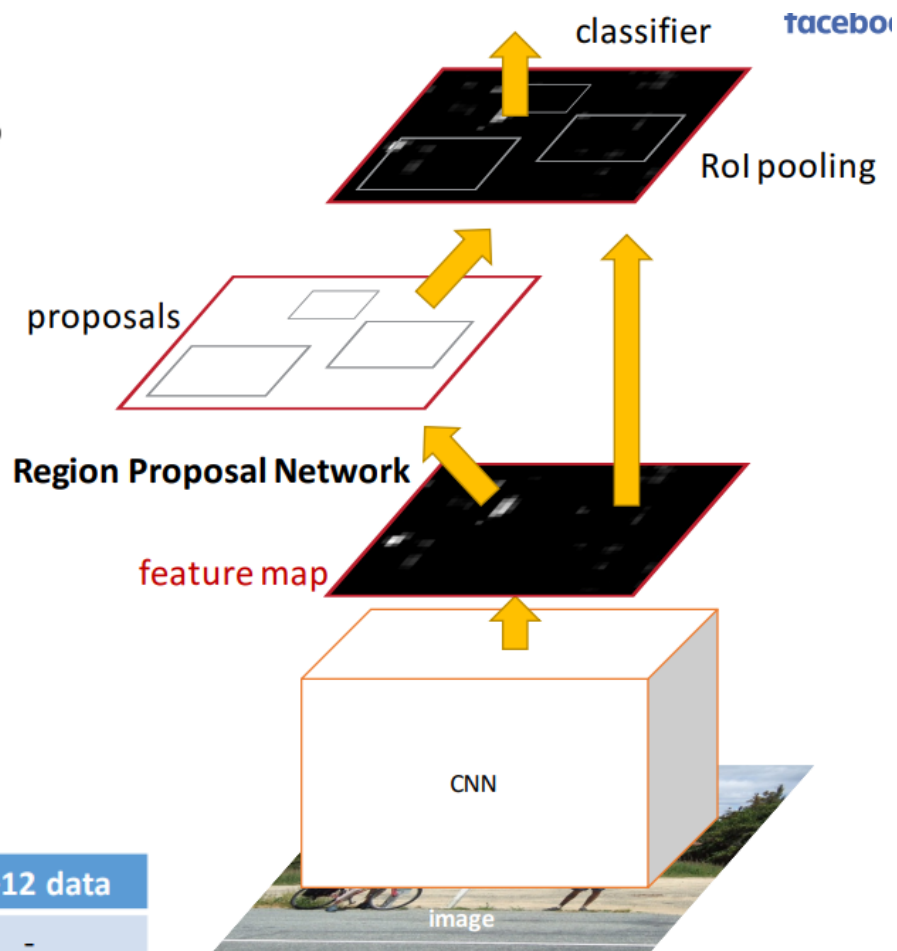 classifier
RoI pooling
proposals
Region Proposal Network
feature map
CNN
image
12 data
-